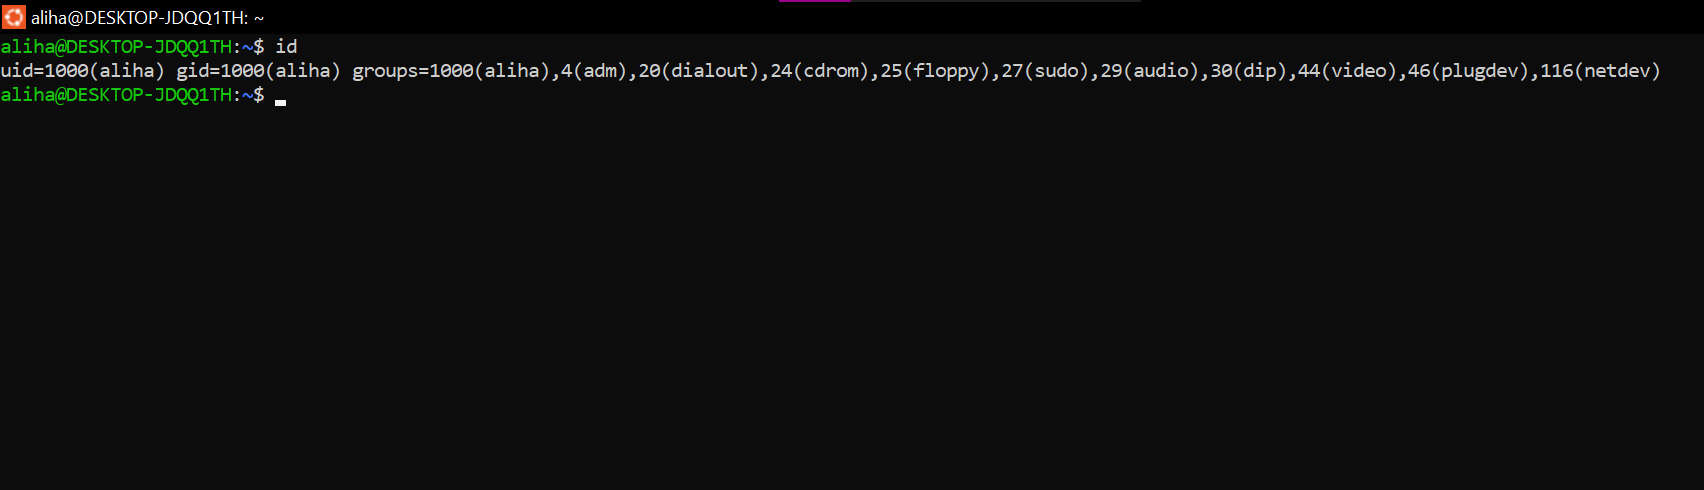 aliha@DESKTOP-JDQQ1TH: ~
aliha@DESKTOP-JDQQ1TH:~$ id
uid=1000(aliha) gid=1000(aliha) groups=1000(aliha),4(adm),20(dialout),24(cdrom),25(floppy),27(sudo),29(audio),30(dip),44(video),46(plugdev),116(netdev)
aliha@DESKTOP-JDQQ1TH:~$